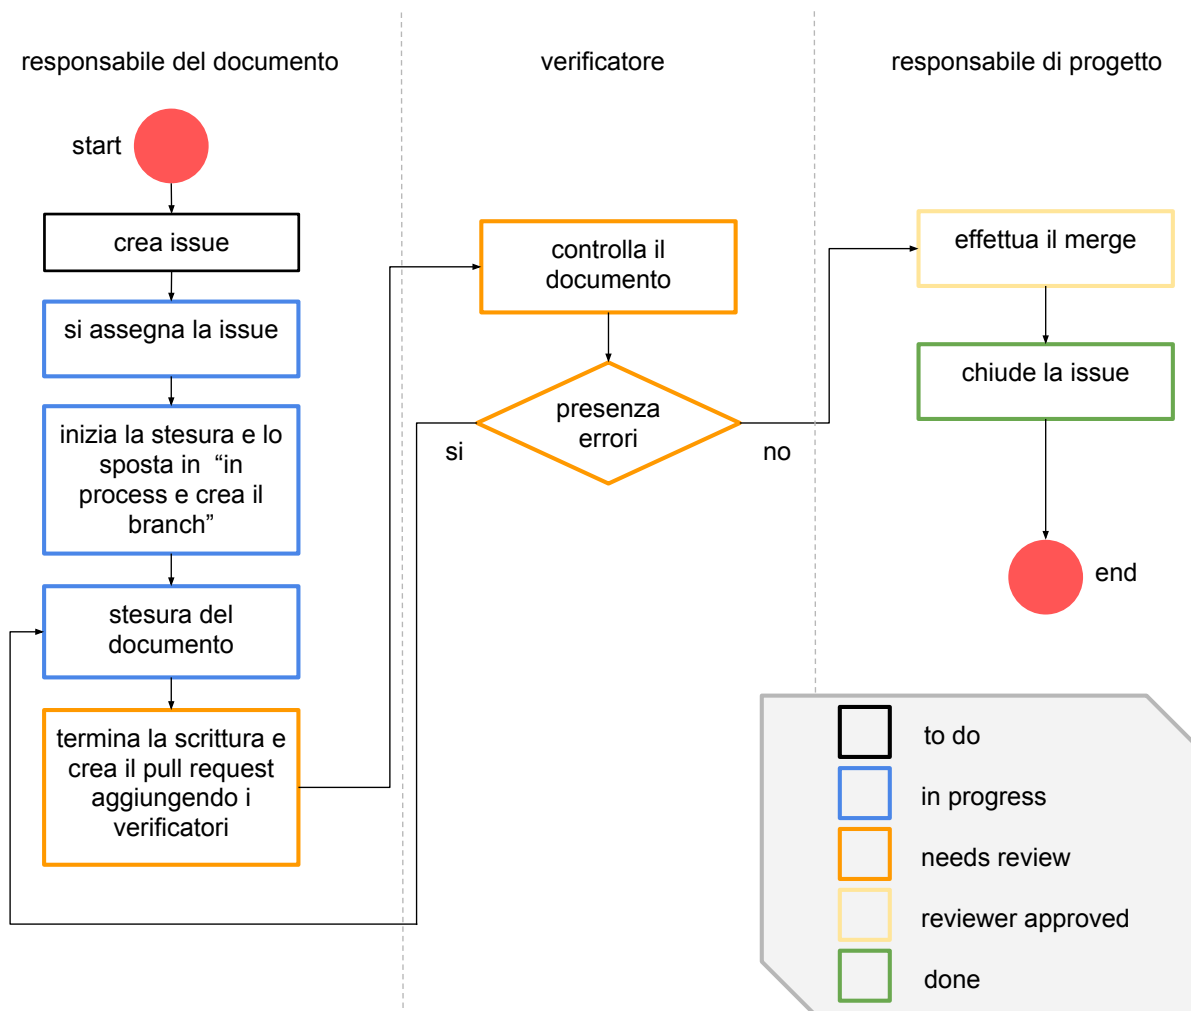 responsabile del documento
verificatore
responsabile di progetto
start
crea issue
si assegna la issue
inizia la stesura e lo
sposta in “in
process e crea il
branch”
stesura del
documento
termina la scrittura e
crea il pull request
aggiungendo i
verificatori
controlla il
documento
presenza
errori
si
no
effettua il merge
chiude la issue
end
to do
in progress
needs review
reviewer approved
done